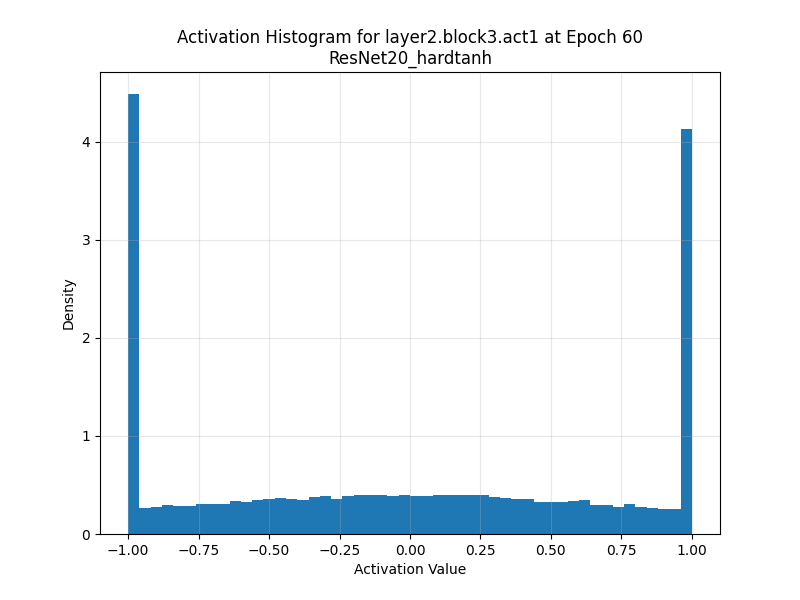 Activation Histogram for layer2.block3.act1 at Epoch 60
ResNet20_hardtanh
Density
4
3
2
1
0
−1.00 −0.75 −0.50 −0.25 0.00 0.25 0.50 0.75 1.00
Activation Value